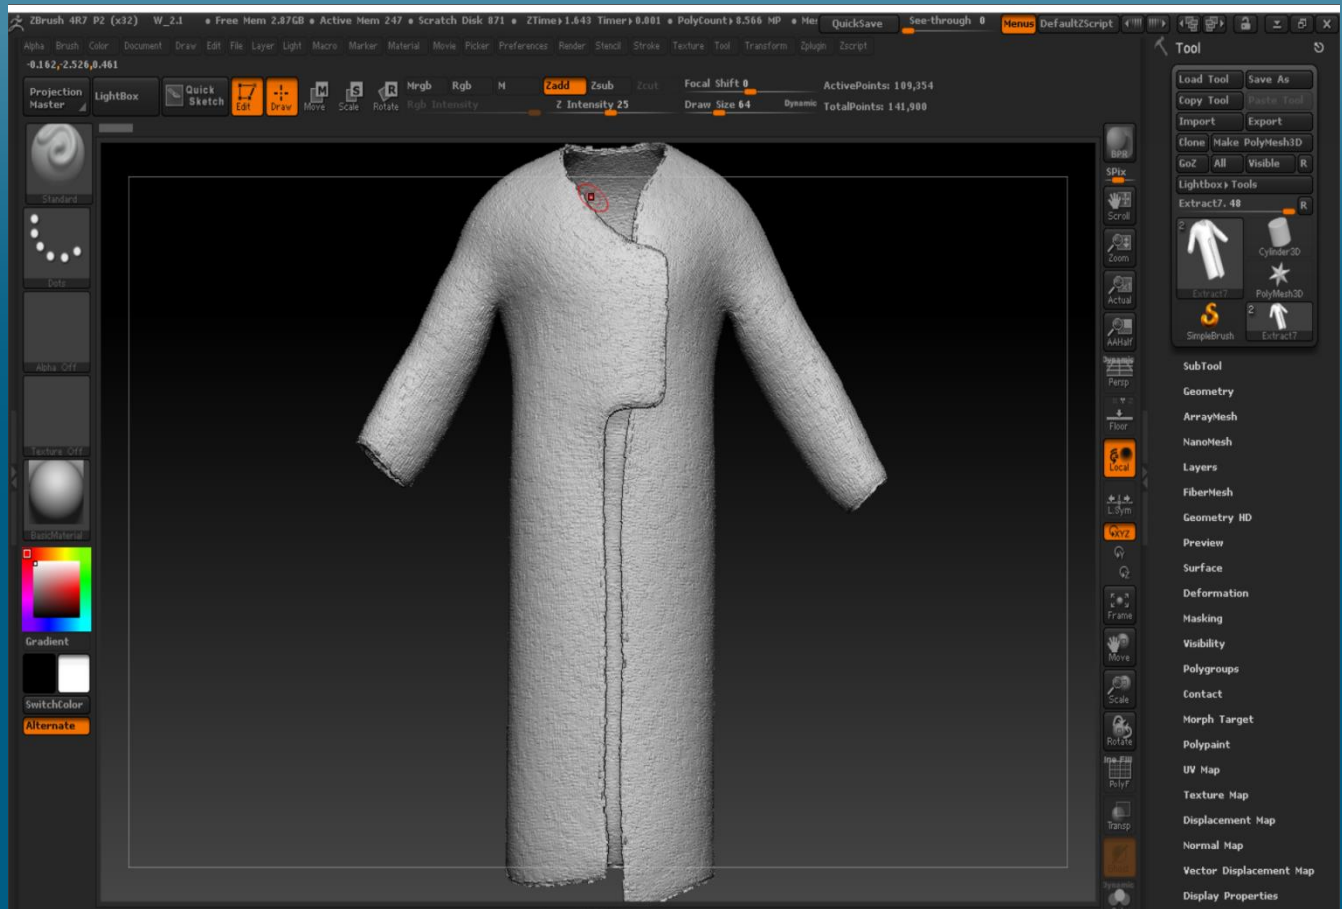 ZBrush 4R7 P2 (x32) W_2.1 • Free Mem 2.87GB • Active Mem 247 • Scratch Disk 871 • ZTime▸1.643 Timer▸0.001 • PolyCount▸8.566 MP • Me QuickSave See-through 0 Menus DefaultZScript
Alpha Brush Color Document Draw Edit File Layer Light Macro Marker Material Movie Picker Preferences Render Stencil Stroke Texture Tool Transform Zplugin Zscript
-0.162,-2.526,0.461
Projection Master
LightBox
Quick Sketch
Edit
Draw
Move
Scale
Rotate
Mrgb Rgb M
Rgb Intensity
Zadd Zsub Zcut
Z Intensity 25
Focal Shift 0
Draw Size 64 Dynamic
ActivePoints: 109,354
TotalPoints: 141,900
Standard
Dots
Alpha Off
Texture Off
BasicMaterial
Gradient
SwitchColor
Alternate
BPR
SPix
Scroll
Zoom
Actual
AAHalf
Dynamic
Persp
Floor
Local
L.Sym
XYZ
Frame
Move
Scale
Rotate
PolyF
Transp
Dynamic
Tool
Load Tool Save As
Copy Tool Paste Tool
Import Export
Clone Make PolyMesh3D
GoZ All Visible R
Lightbox▸Tools
Extract7. 48 R
2
Extract7
Cylinder3D
PolyMesh3D
SimpleBrush
2
Extract7
SubTool
Geometry
ArrayMesh
NanoMesh
Layers
FiberMesh
Geometry HD
Preview
Surface
Deformation
Masking
Visibility
Polygroups
Contact
Morph Target
Polypaint
UV Map
Texture Map
Displacement Map
Normal Map
Vector Displacement Map
Display Properties